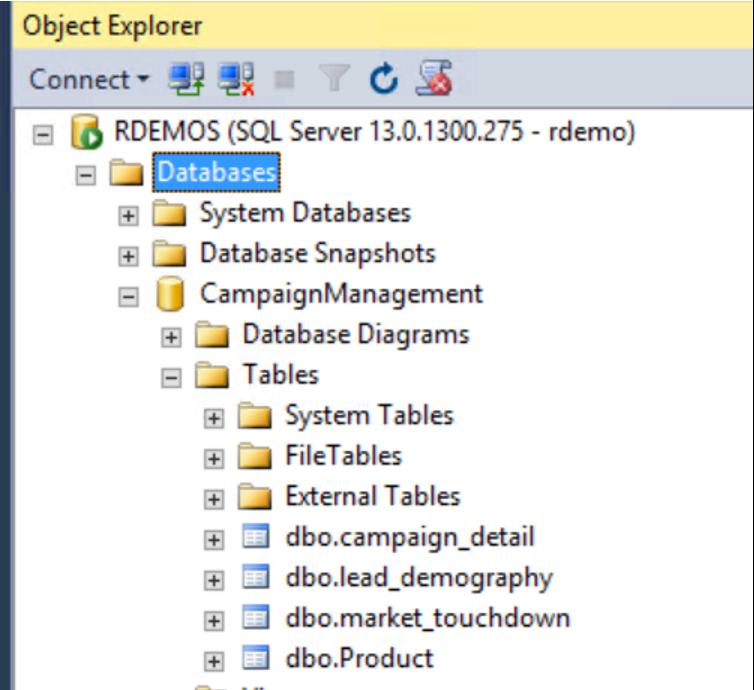 Object Explorer
Connect
RDEMOS (SQL Server 13.0.1300.275 - rdemo)
Databases
System Databases
Database Snapshots
CampaignManagement
Database Diagrams
Tables
System Tables
FileTables
External Tables
dbo.campaign_detail
dbo.lead_demography
dbo.market_touchdown
dbo.Product